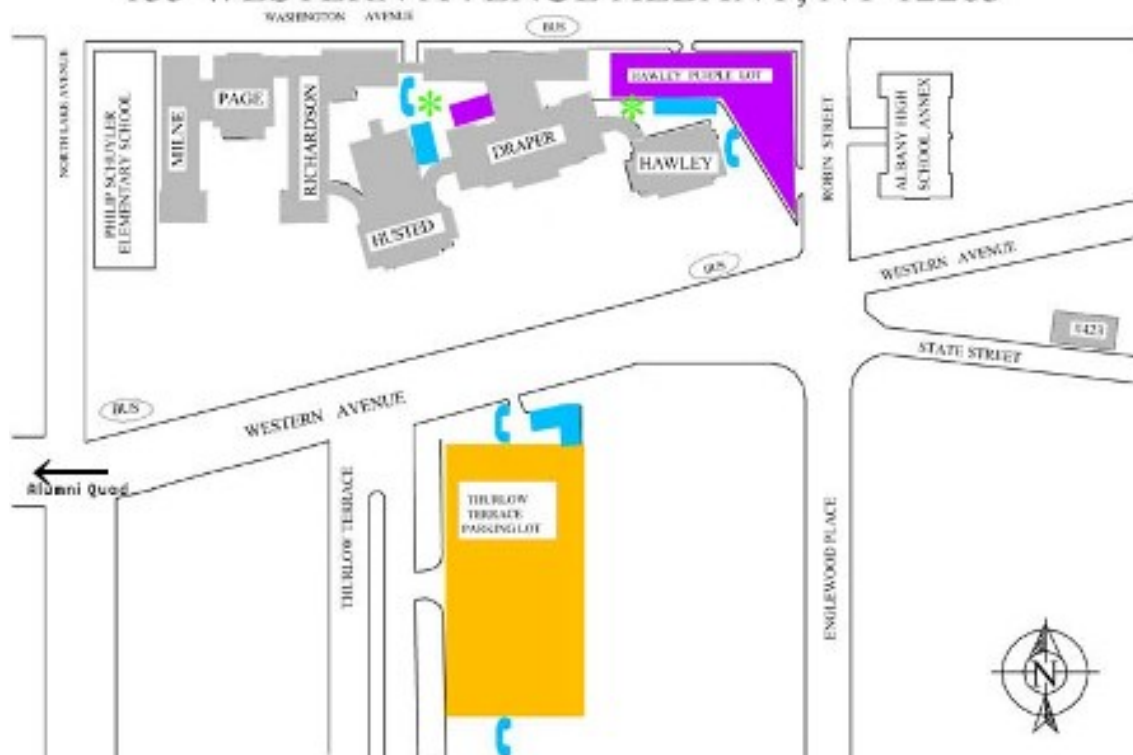 WASHINGTON AVENUE
BUS
NORTH LAKE AVENUE
PHILIP SCHUYLER
ELEMENTARY SCHOOL
MILNE
PAGE
RICHARDSON
HUSTED
DRAPER
HAWLEY PURPLE LOT
HAWLEY
ROBIN STREET
ALBANY HIGH
SCHOOL ANNEX
BUS
WESTERN AVENUE
STATE STREET
BUS
WESTERN AVENUE
Alumni Quad
THURLOW TERRACE
THURLOW
TERRACE
PARKING LOT
ENGLEWOOD PLACE
N